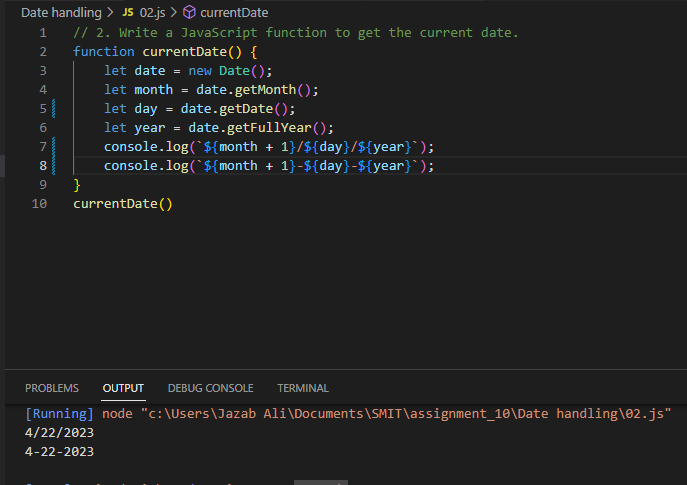 Date handling > JS 02.js > currentDate
1 // 2. Write a JavaScript function to get the current date.
2 function currentDate() {
3 let date = new Date();
4 let month = date.getMonth();
5 let day = date.getDate();
6 let year = date.getFullYear();
7 console.log(`${month + 1}/${day}/${year}`);
8 console.log(`${month + 1}-${day}-${year}`);
9 }
10 currentDate()
PROBLEMS OUTPUT DEBUG CONSOLE TERMINAL
[Running] node "c:\Users\Jazab Ali\Documents\SMIT\assignment_10\Date handling\02.js"
4/22/2023
4-22-2023